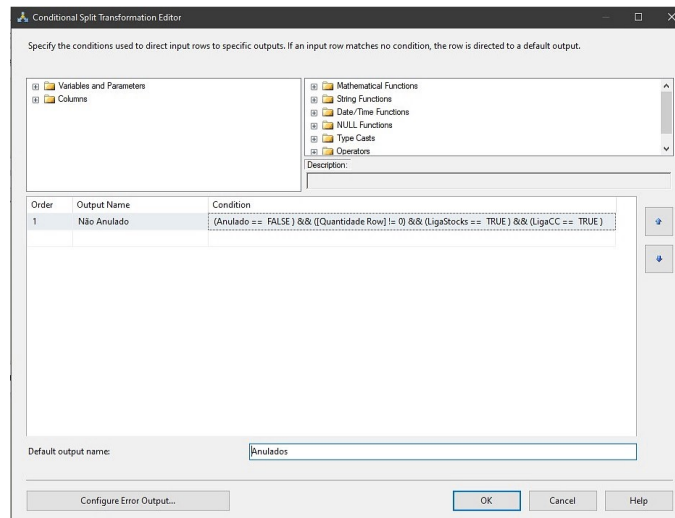 Conditional Split Transformation Editor
Specify the conditions used to direct input rows to specific outputs. If an input row matches no condition, the row is directed to a default output.
Variables and Parameters
Columns
Mathematical Functions
String Functions
Date/Time Functions
NULL Functions
Type Casts
Operators
Description:
Order Output Name Condition
1 Não Anulado (Anulado == FALSE ) && ([Quantidade Row] != 0) && (LigaStocks == TRUE ) && (LigaCC == TRUE )
Default output name: Anulados
Configure Error Output... OK Cancel Help